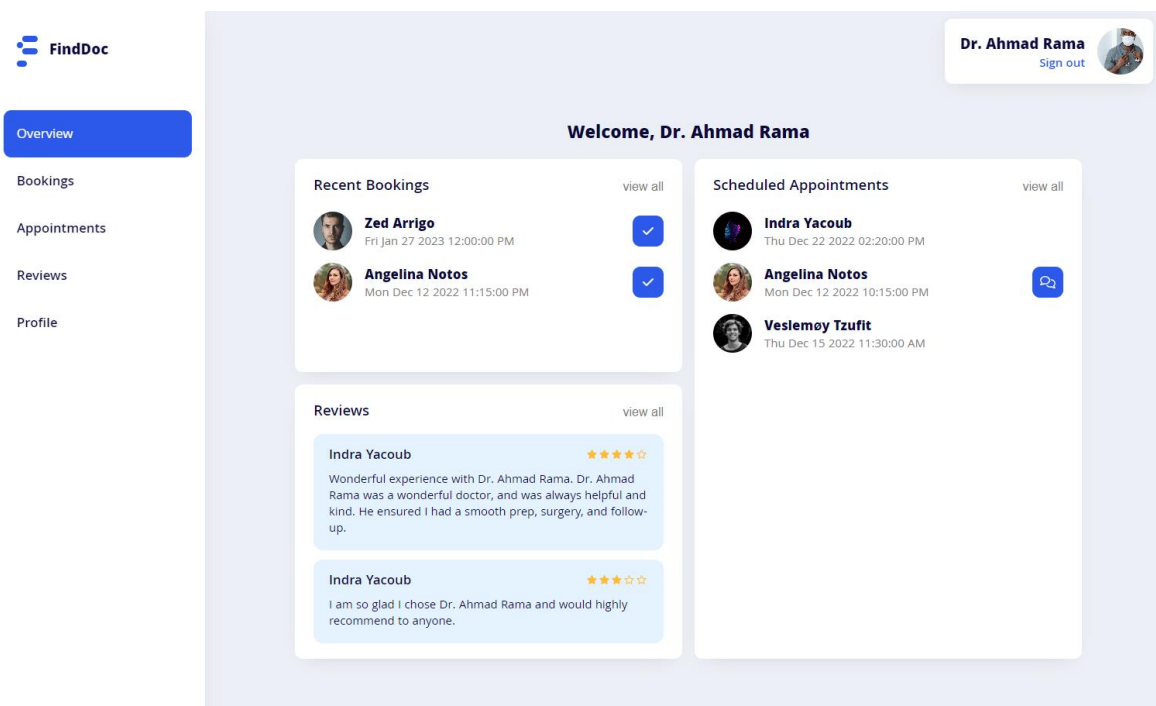 FindDoc
Dr. Ahmad Rama
Sign out
Overview
Bookings
Appointments
Reviews
Profile
Welcome, Dr. Ahmad Rama
Recent Bookings
view all
Zed Arrigo
Fri Jan 27 2023 12:00:00 PM
Angelina Notos
Mon Dec 12 2022 11:15:00 PM
Reviews
view all
Indra Yacoub
Wonderful experience with Dr. Ahmad Rama. Dr. Ahmad
Rama was a wonderful doctor, and was always helpful and
kind. He ensured I had a smooth prep, surgery, and follow-
up.
Indra Yacoub
I am so glad I chose Dr. Ahmad Rama and would highly
recommend to anyone.
Scheduled Appointments
view all
Indra Yacoub
Thu Dec 22 2022 02:20:00 PM
Angelina Notos
Mon Dec 12 2022 10:15:00 PM
Veslemøy Tzufit
Thu Dec 15 2022 11:30:00 AM